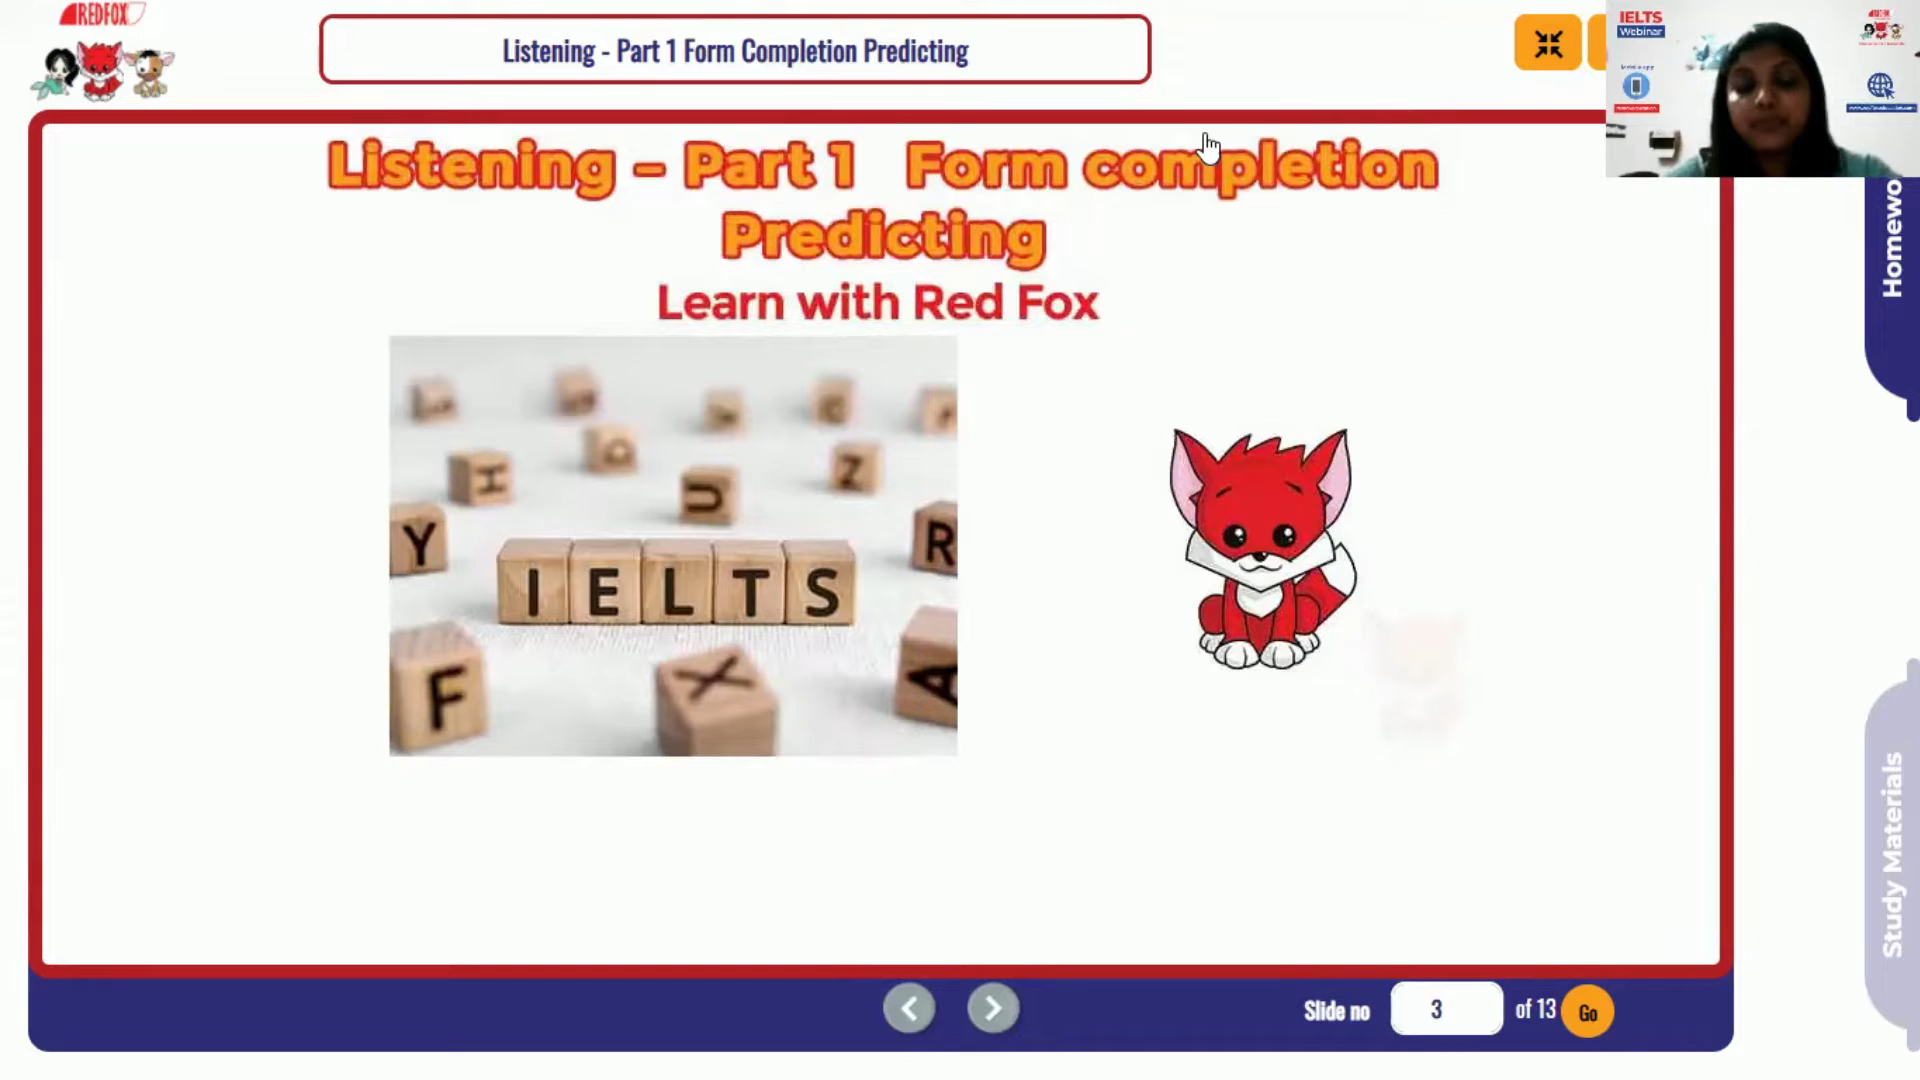 REDFOX
Listening - Part 1 Form Completion Predicting
IELTS
Webinar
Listening – Part 1 Form completion
Predicting
Learn with Red Fox
H
U
Z
Y
R
I E L T S
F
X
A
Homewo
Study Materials
Slide no 3 of 13 Go